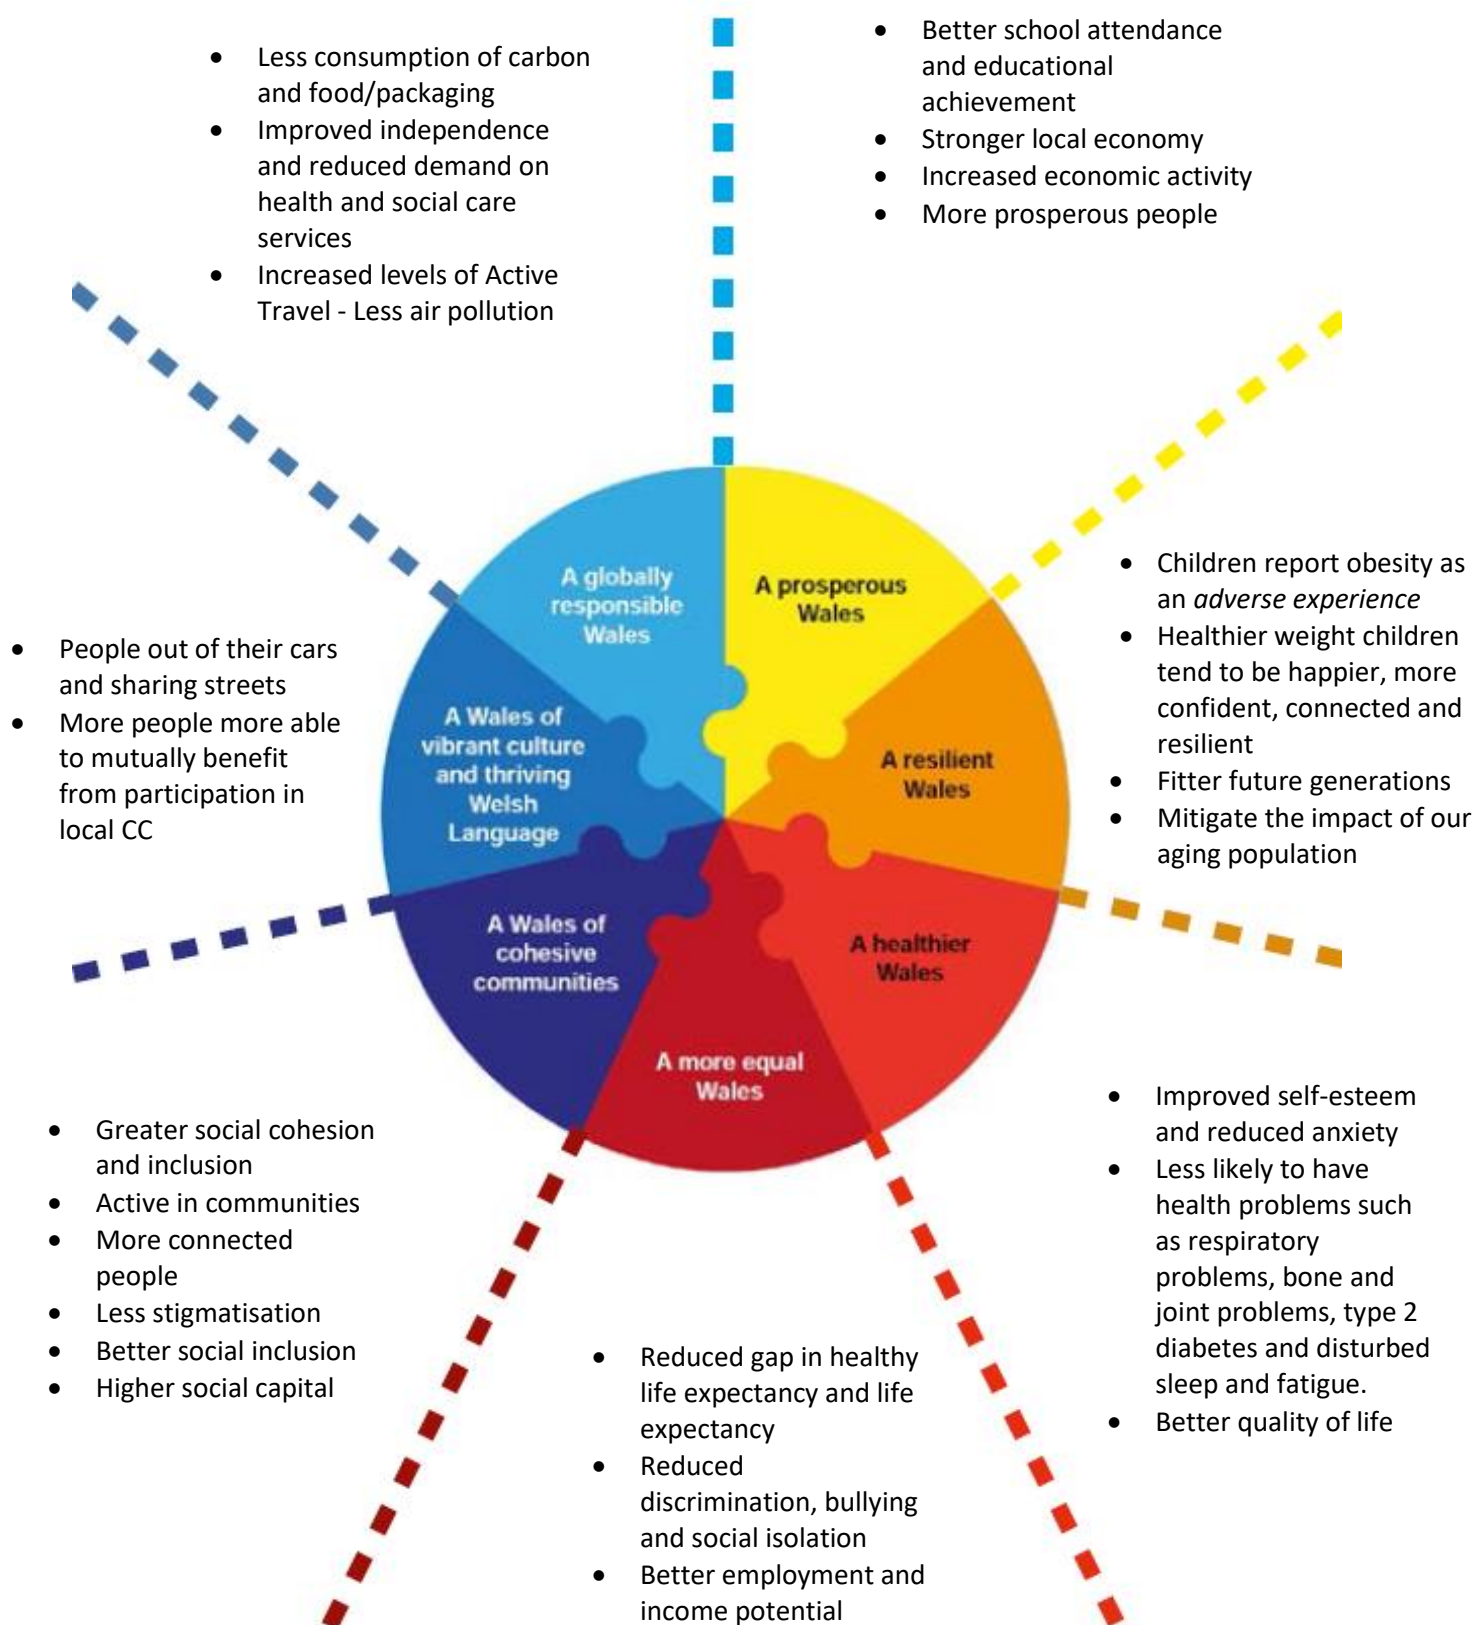 • Less consumption of carbon
and food/packaging
• Improved independence
and reduced demand on
health and social care
services
• Increased levels of Active
Travel - Less air pollution
• Better school attendance
and educational
achievement
• Stronger local economy
• Increased economic activity
• More prosperous people
A globally
responsible
Wales
A prosperous
Wales
• Children report obesity as
an adverse experience
• Healthier weight children
tend to be happier, more
confident, connected and
resilient
• Fitter future generations
• Mitigate the impact of our
aging population
• People out of their cars
and sharing streets
• More people more able
to mutually benefit
from participation in
local CC
A Wales of
vibrant culture
and thriving
Welsh
Language
A resilient
Wales
A Wales of
cohesive
communities
A healthier
Wales
A more equal
Wales
• Greater social cohesion
and inclusion
• Active in communities
• More connected
people
• Less stigmatisation
• Better social inclusion
• Higher social capital
• Reduced gap in healthy
life expectancy and life
expectancy
• Reduced
discrimination, bullying
and social isolation
• Better employment and
income potential
• Improved self-esteem
and reduced anxiety
• Less likely to have
health problems such
as respiratory
problems, bone and
joint problems, type 2
diabetes and disturbed
sleep and fatigue.
• Better quality of life